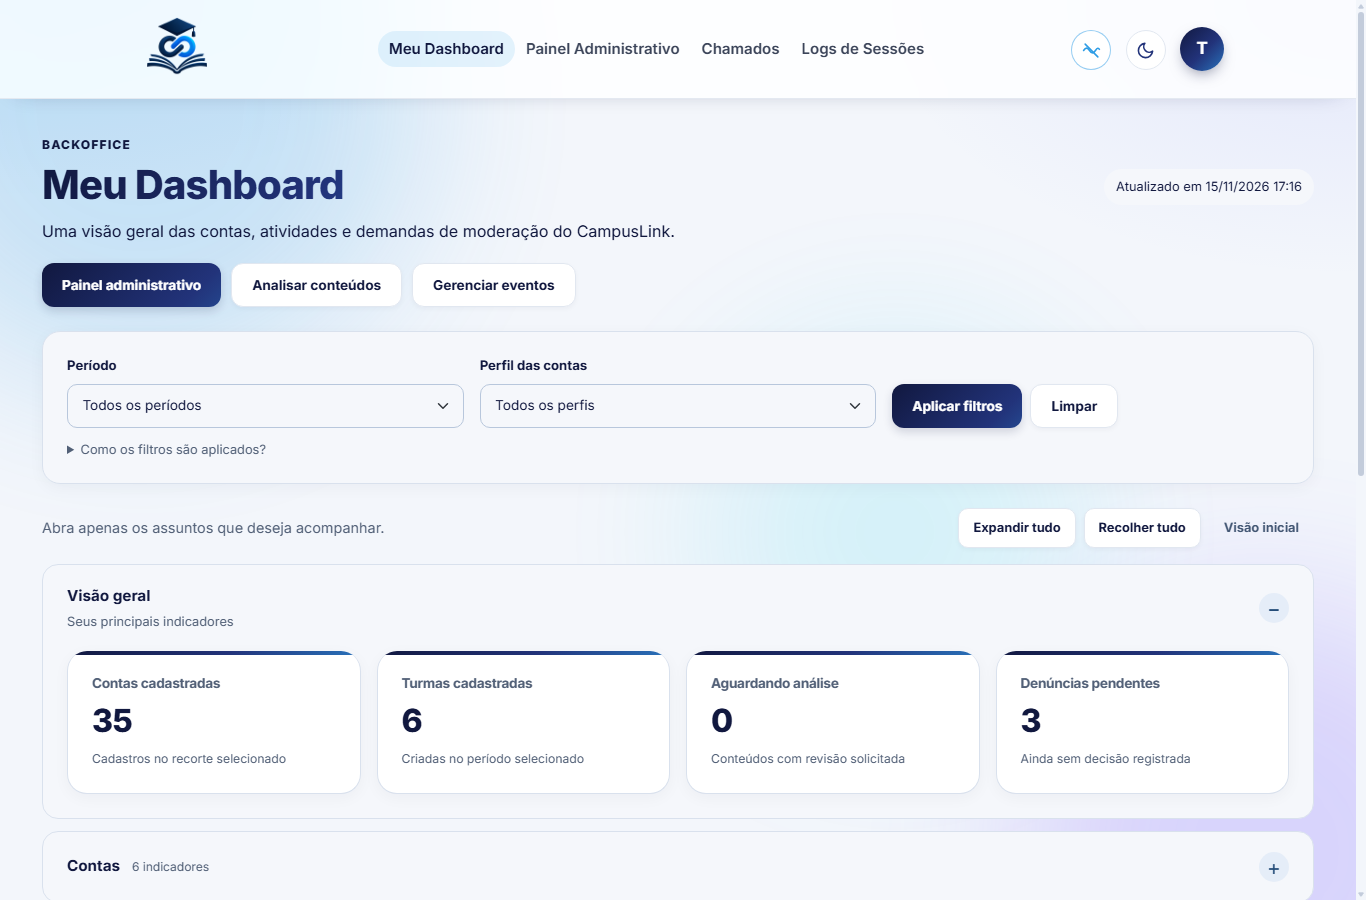 Meu Dashboard Painel Administrativo Chamados Logs de Sessões T
BACKOFFICE
Meu Dashboard
Atualizado em 15/11/2026 17:16
Uma visão geral das contas, atividades e demandas de moderação do CampusLink.
Painel administrativo Analisar conteúdos Gerenciar eventos
Período Perfil das contas
Todos os períodos Todos os perfis Aplicar filtros Limpar
Como os filtros são aplicados?
Abra apenas os assuntos que deseja acompanhar. Expandir tudo Recolher tudo Visão inicial
Visão geral
Seus principais indicadores
Contas cadastradas Turmas cadastradas Aguardando análise Denúncias pendentes
35 6 0 3
Cadastros no recorte selecionado Criadas no período selecionado Conteúdos com revisão solicitada Ainda sem decisão registrada
Contas 6 indicadores